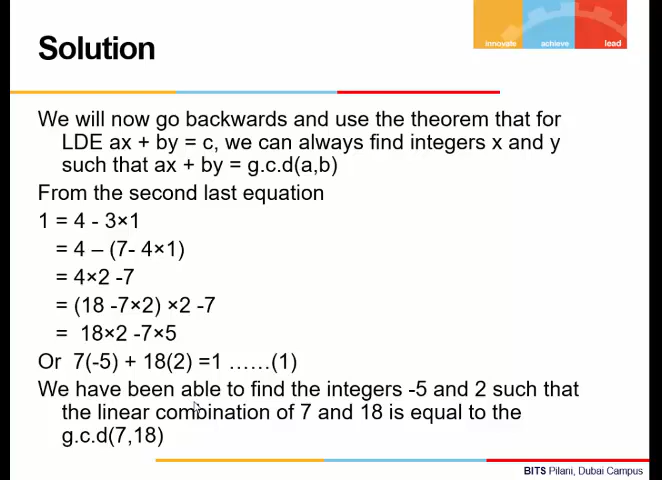 innovate achieve lead
Solution
We will now go backwards and use the theorem that for
LDE ax + by = c, we can always find integers x and y
such that ax + by = g.c.d(a,b)
From the second last equation
1 = 4 - 3×1
= 4 – (7- 4×1)
= 4×2 -7
= (18 -7×2) ×2 -7
= 18×2 -7×5
Or 7(-5) + 18(2) =1 ……(1)
We have been able to find the integers -5 and 2 such that
the linear combination of 7 and 18 is equal to the
g.c.d(7,18)
BITS Pilani, Dubai Campus